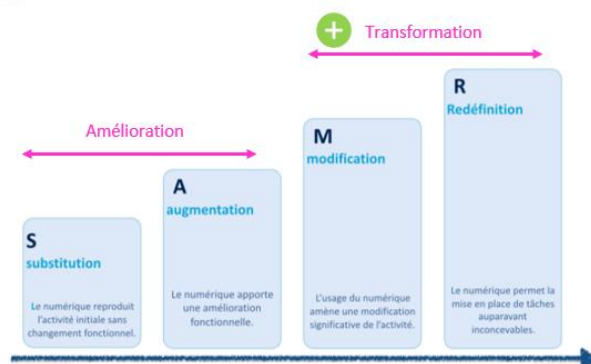 +
Transformation
Amélioration
S
substitution
Le numérique reproduit
l'activité initiale sans
changement fonctionnel.
A
augmentation
Le numérique apporte
une amélioration
fonctionnelle.
M
modification
L'usage du numérique
amène une modification
significative de l'activité.
R
Redéfinition
Le numérique permet la
mise en place de tâches
auparavant
inconcevables.